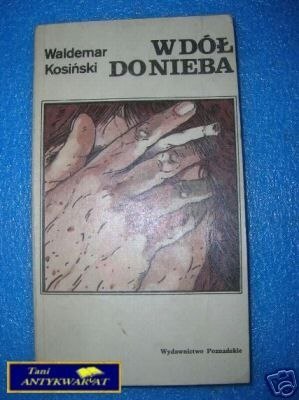 Waldemar
Kosiński
W DÓŁ
DO NIEBA
Wydawnictwo Poznańskie
Tani
ANTYKWARIAT